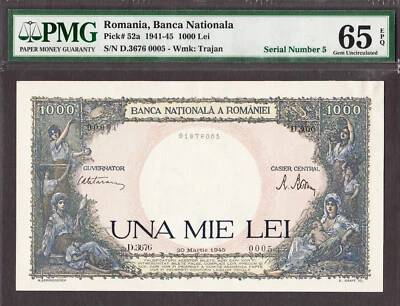 PMG
PAPER MONEY GUARANTY
Romania, Banca Nationala
Pick# 52a 1941-45 1000 Lei
S/N D.3676 0005 - Wmk: Trajan
Serial Number 5
65 EPQ
Gem Uncirculated
1000 BANCA NAȚIONALĂ A ROMÂNIEI 1000
91876005
GUVERNATOR
CASIER CENTRAL
UNA MIE LEI
D.3676 20 Martie 1945 0005